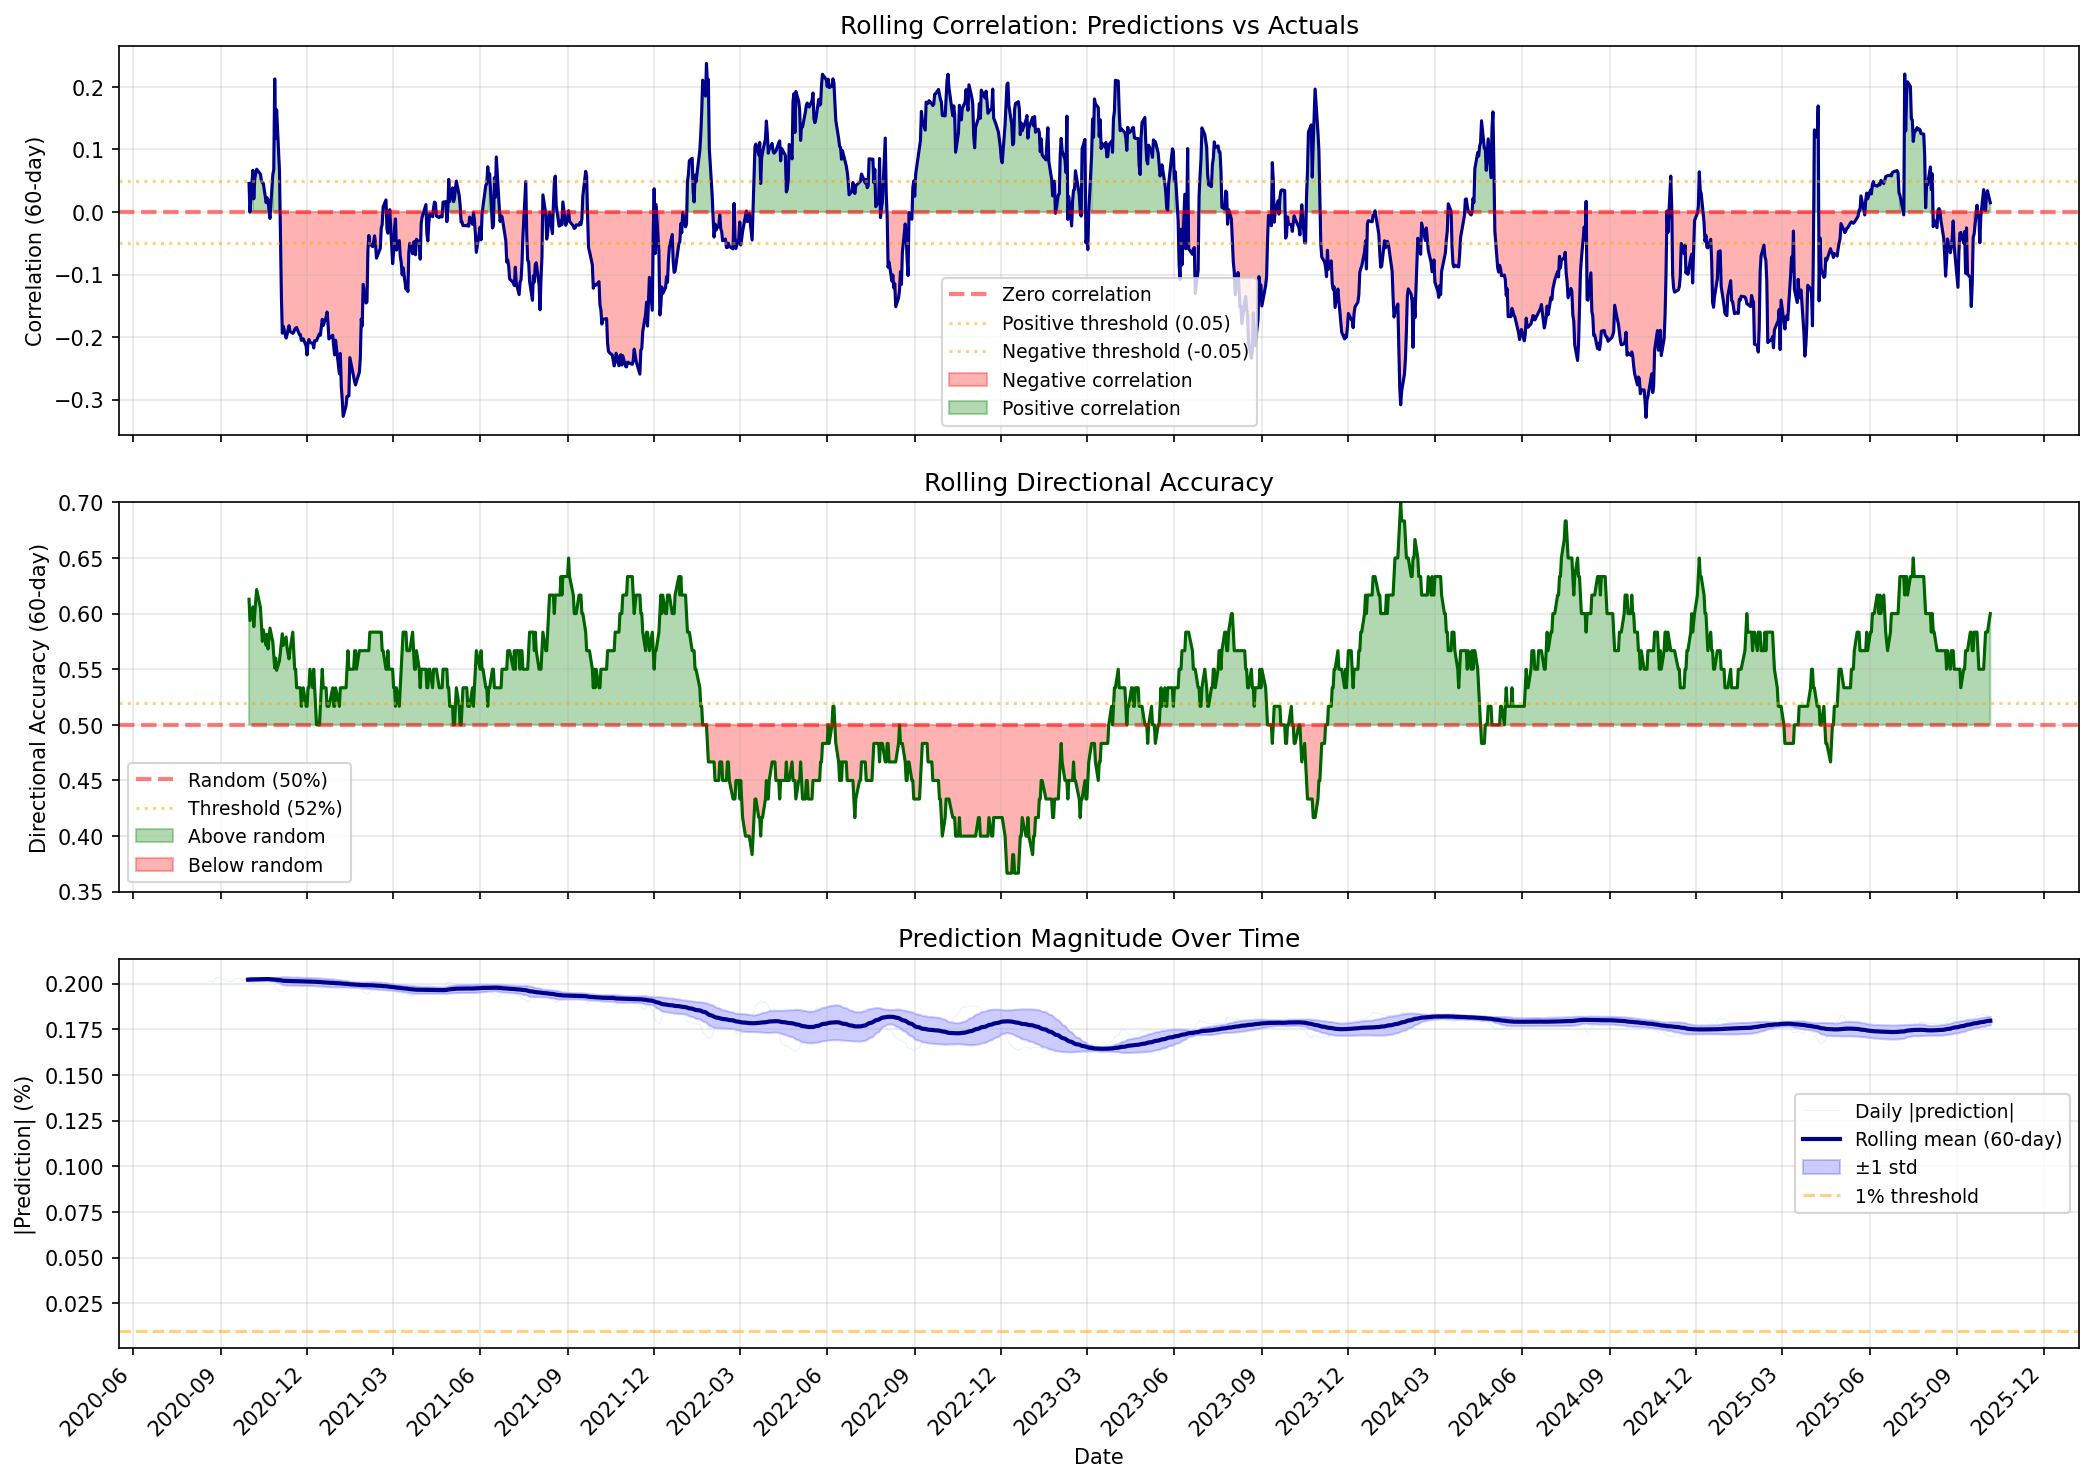 Rolling Correlation: Predictions vs Actuals
Correlation (60-day)
0.2
0.1
0.0
−0.1
−0.2
−0.3
Zero correlation
Positive threshold (0.05)
Negative threshold (-0.05)
Negative correlation
Positive correlation
Rolling Directional Accuracy
Directional Accuracy (60-day)
0.70
0.65
0.60
0.55
0.50
0.45
0.40
0.35
Random (50%)
Threshold (52%)
Above random
Below random
Prediction Magnitude Over Time
|Prediction| (%)
0.200
0.175
0.150
0.125
0.100
0.075
0.050
0.025
Daily |prediction|
Rolling mean (60-day)
±1 std
1% threshold
2020-06
2020-09
2020-12
2021-03
2021-06
2021-09
2021-12
2022-03
2022-06
2022-09
2022-12
2023-03
2023-06
2023-09
2023-12
2024-03
2024-06
2024-09
2024-12
2025-03
2025-06
2025-09
2025-12
Date